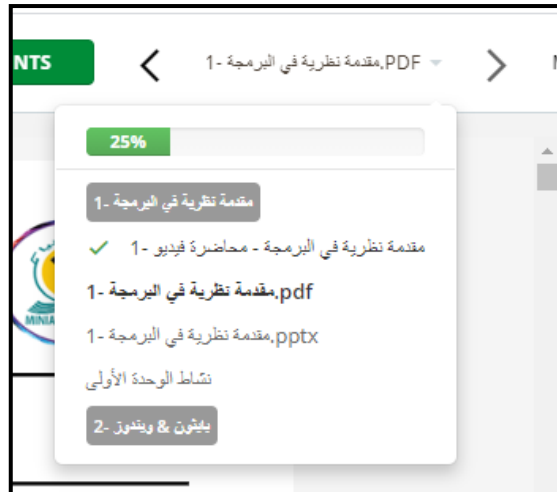 NTS
1- مقدمة نظرية في البرمجة.PDF
25%
1- مقدمة نظرية في البرمجة
1- مقدمة نظرية في البرمجة - محاضرة فيديو
1- مقدمة نظرية في البرمجة.pdf
1- مقدمة نظرية في البرمجة.pptx
نشاط الوحدة الأولى
2- بايثون & ويندوز
MINIA